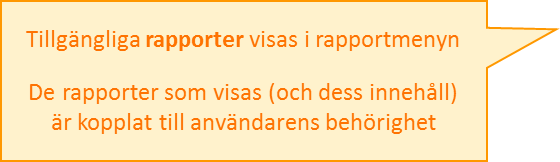 Tillgängliga rapporter visas i rapportmenyn
De rapporter som visas (och dess innehåll)
är kopplat till användarens behörighet